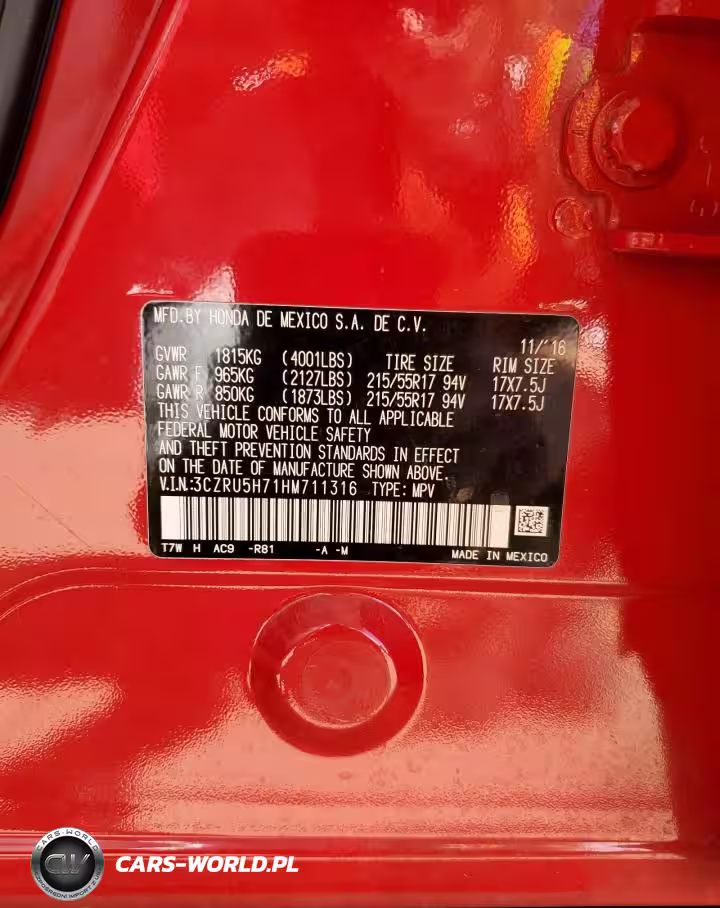 MFD.BY HONDA DE MEXICO S.A. DE C.V.
11/'16
GVWR 1815KG (4001LBS) TIRE SIZE RIM SIZE
GAWR F 965KG (2127LBS) 215/55R17 94V 17X7.5J
GAWR R 850KG (1873LBS) 215/55R17 94V 17X7.5J
THIS VEHICLE CONFORMS TO ALL APPLICABLE
FEDERAL MOTOR VEHICLE SAFETY
AND THEFT PREVENTION STANDARDS IN EFFECT
ON THE DATE OF MANUFACTURE SHOWN ABOVE.
V.I.N.:3CZRU5H71HM711316 TYPE: MPV
T7W H AC9 -R81 -A -M MADE IN MEXICO
CARS-WORLD
CW
CARS-WORLD.PL